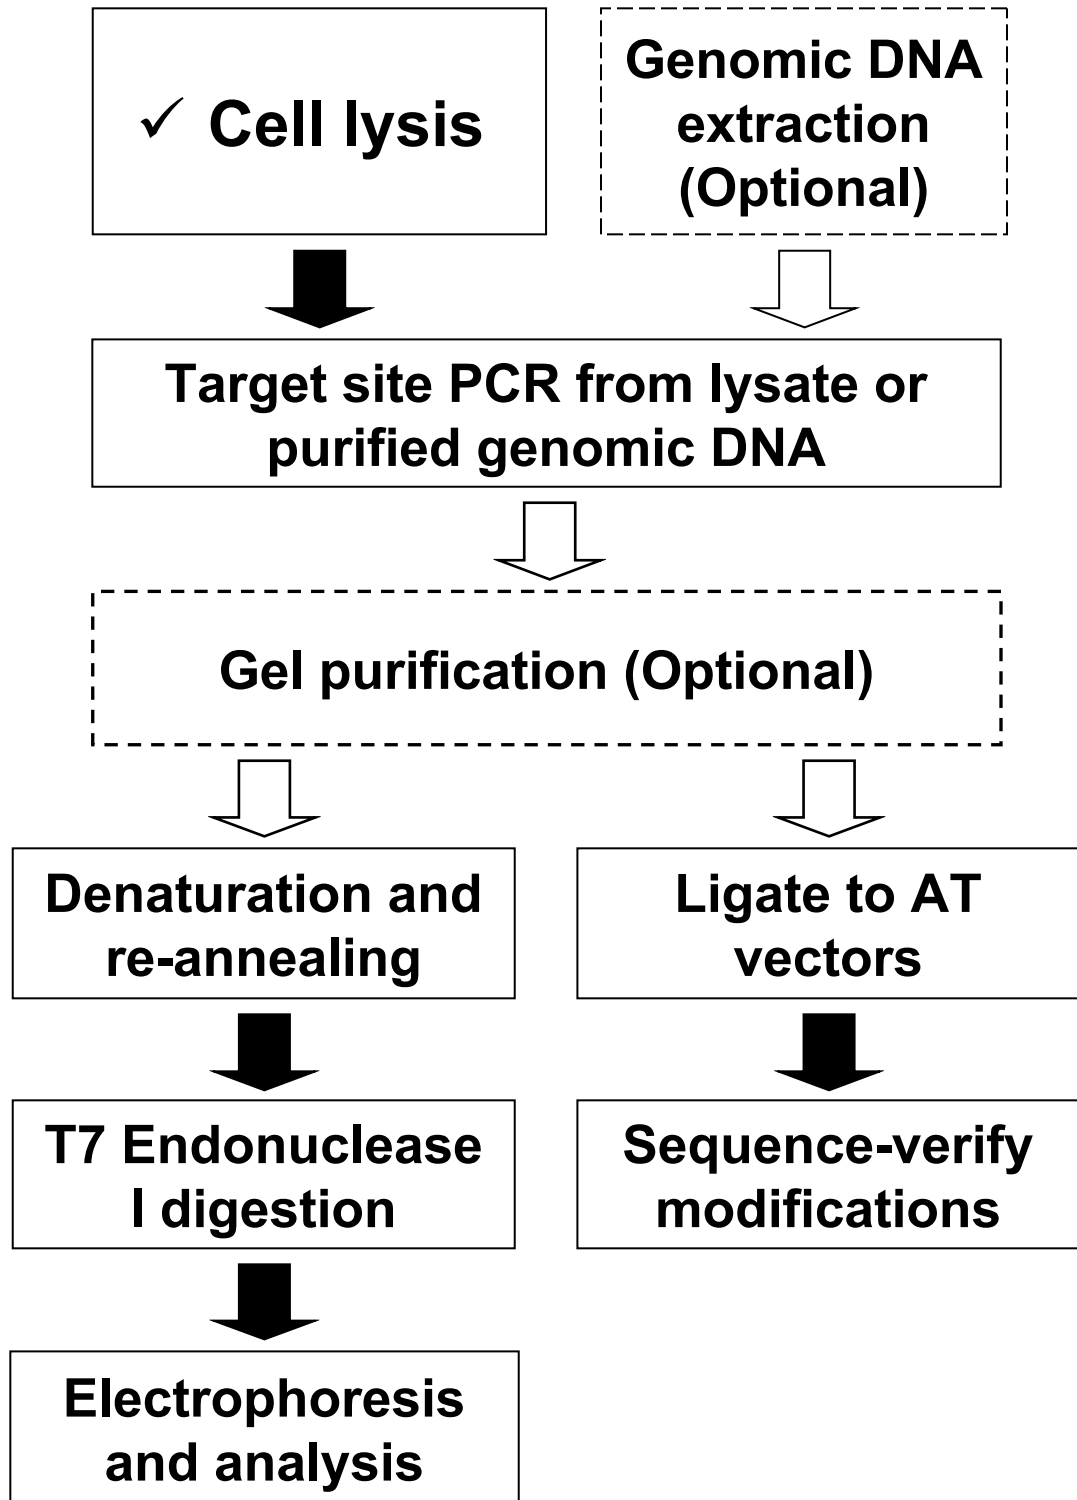 ✓ Cell lysis
Genomic DNA
extraction
(Optional)
Target site PCR from lysate or
purified genomic DNA
Gel purification (Optional)
Denaturation and
re-annealing
Ligate to AT
vectors
T7 Endonuclease
I digestion
Sequence-verify
modifications
Electrophoresis
and analysis